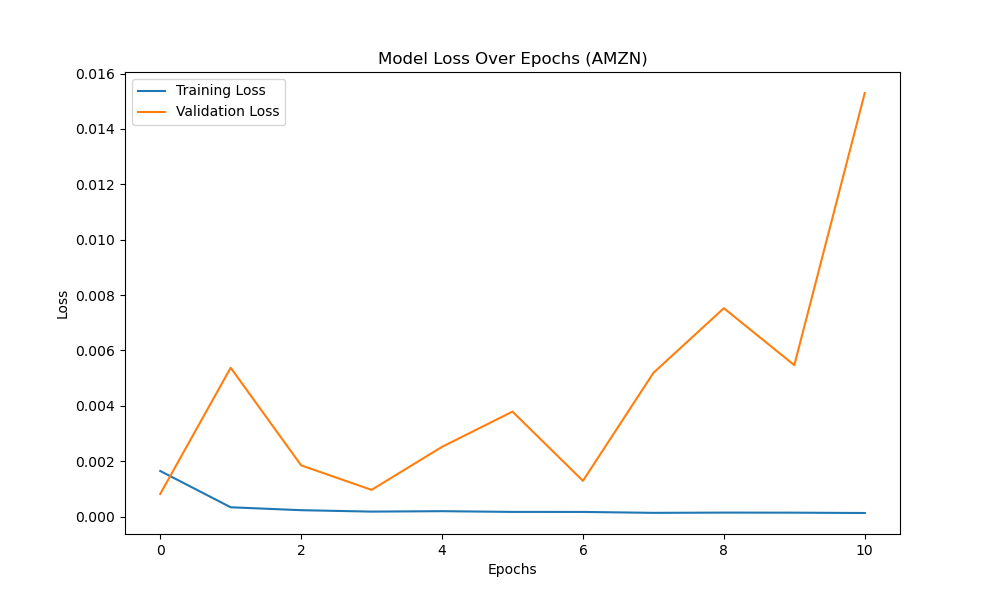 Model Loss Over Epochs (AMZN)
Training Loss
Validation Loss
0.016
0.014
0.012
0.010
0.008
0.006
0.004
0.002
0.000
Loss
0 2 4 6 8 10
Epochs